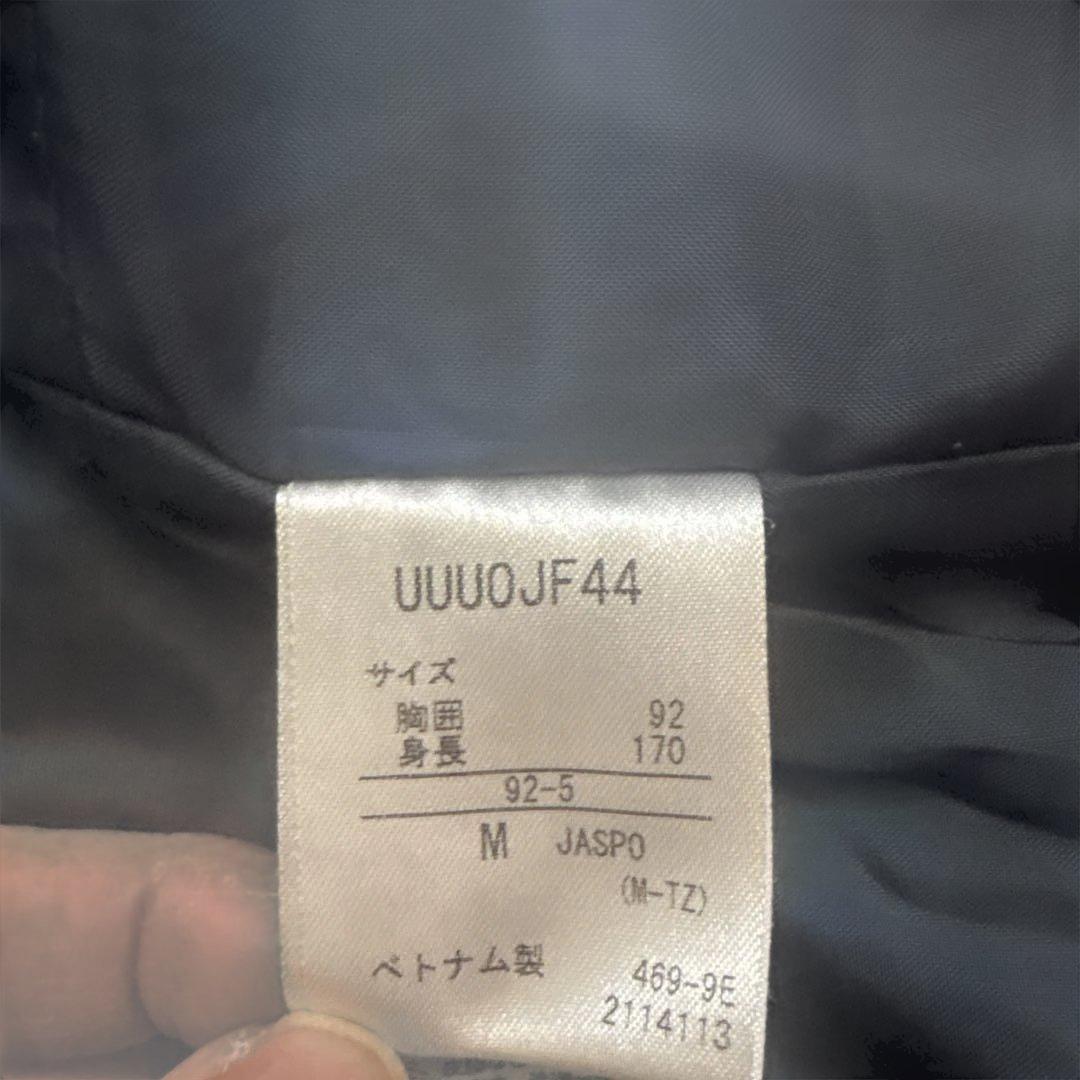 UUUOJF44
サイズ
胸囲 92
身長 170
92-5
M JASPO
(M-TZ)
ベトナム製 469-9E
2114113